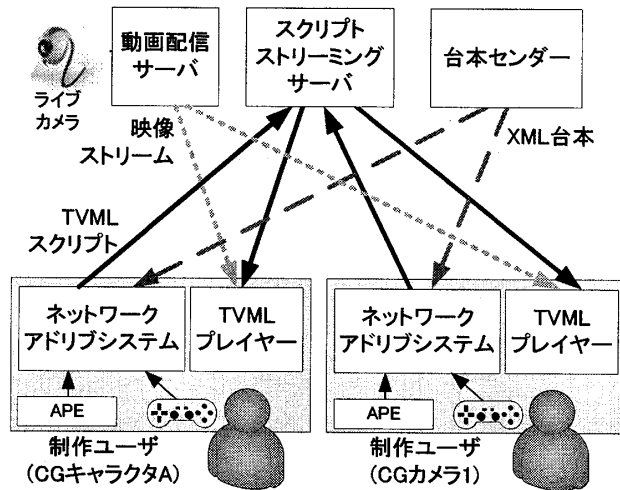 動画配信
サーバ
スクリプト
ストリーミング
サーバ
台本センダー
ライブ
カメラ
映像
ストリーム
XML台本
TVML
スクリプト
ネットワーク
アドリブシステム
TVML
プレイヤー
ネットワーク
アドリブシステム
TVML
プレイヤー
APE
APE
制作ユーザ
(CGキャラクタA)
制作ユーザ
(CGカメラ1)